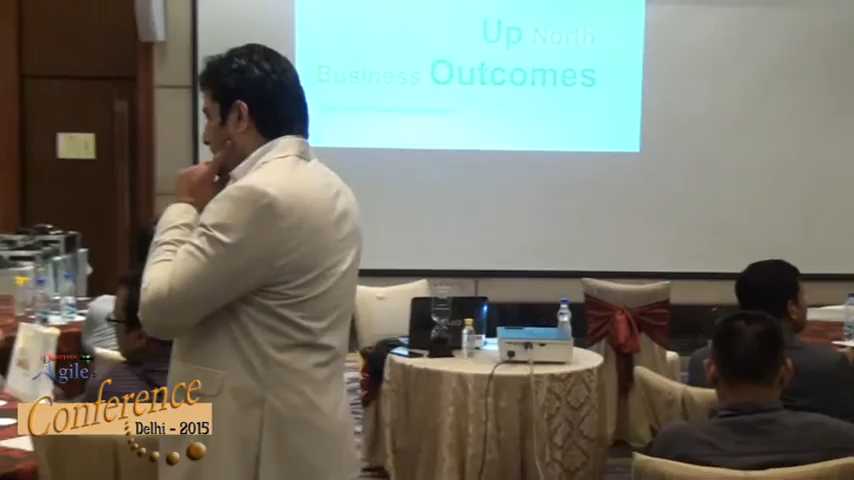 Up North
Business Outcomes
Agile
Conference
Delhi - 2015